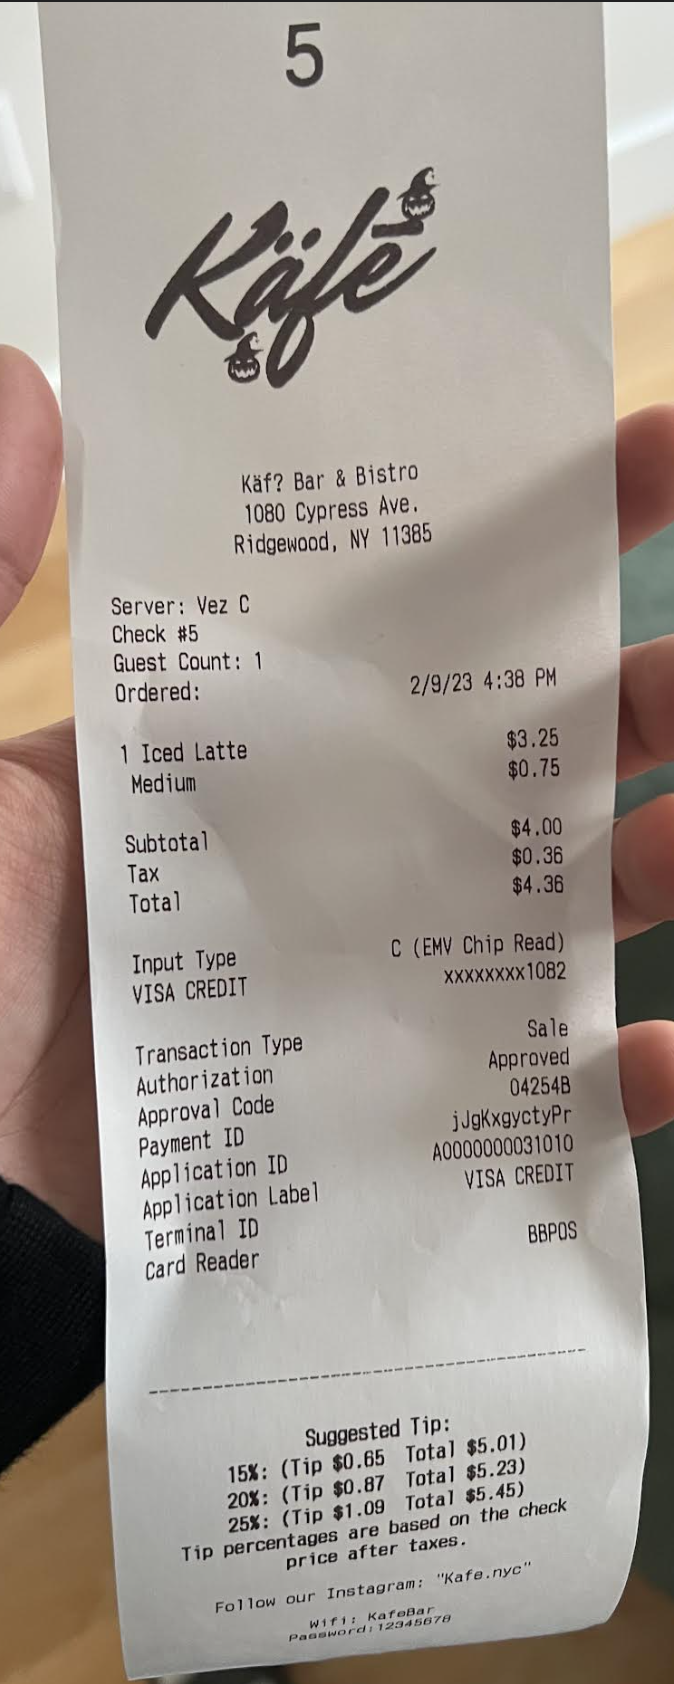 5
Käfē
Käf? Bar & Bistro
1080 Cypress Ave.
Ridgewood, NY 11385
Server: Vez C
Check #5
Guest Count: 1
Ordered: 2/9/23 4:38 PM
1 Iced Latte $3.25
Medium $0.75
Subtotal $4.00
Tax $0.36
Total $4.36
Input Type C (EMV Chip Read)
VISA CREDIT xxxxxxxx1082
Transaction Type Sale
Authorization Approved
Approval Code 04254B
Payment ID jJgKxgyctyPr
Application ID A0000000031010
Application Label VISA CREDIT
Terminal ID
Card Reader BBPOS
Suggested Tip:
15%: (Tip $0.65 Total $5.01)
20%: (Tip $0.87 Total $5.23)
25%: (Tip $1.09 Total $5.45)
Tip percentages are based on the check
price after taxes.
Follow our Instagram: "Kafe.nyc"
Wifi: KafeBar
Password:12345678